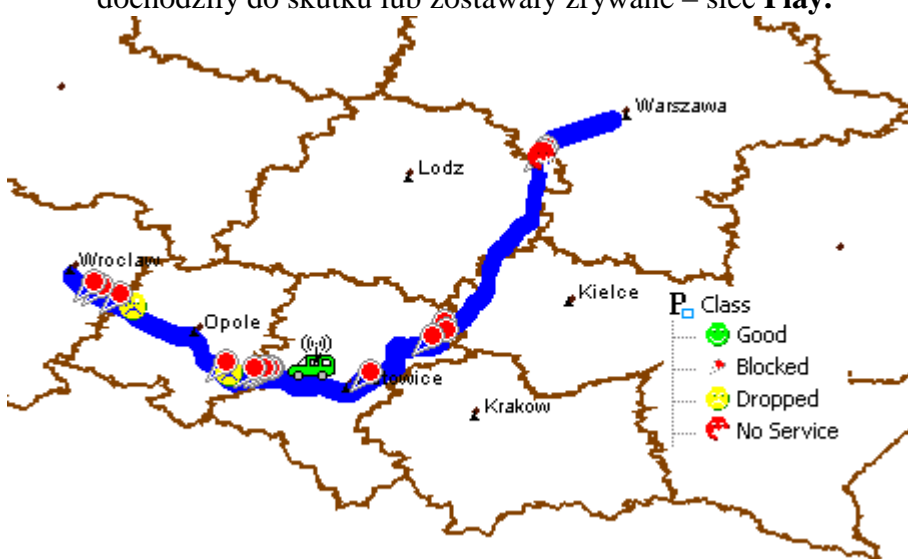 dochodziły do skutku lub zostawały zrywane – sieć Play.
Warszawa
Lodz
Wroclaw
Kielce
Opole
towice
Krakow
P Class
Good
Blocked
Dropped
No Service